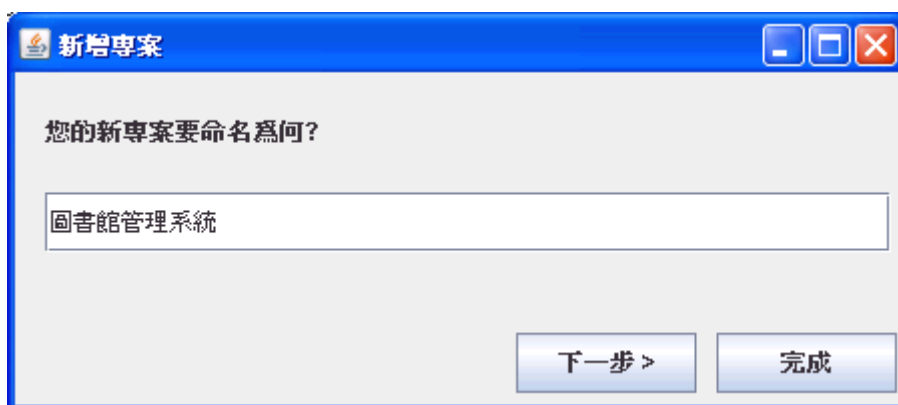 新增專案
您的新專案要命名為何?
圖書館管理系統
下一步 >
完成